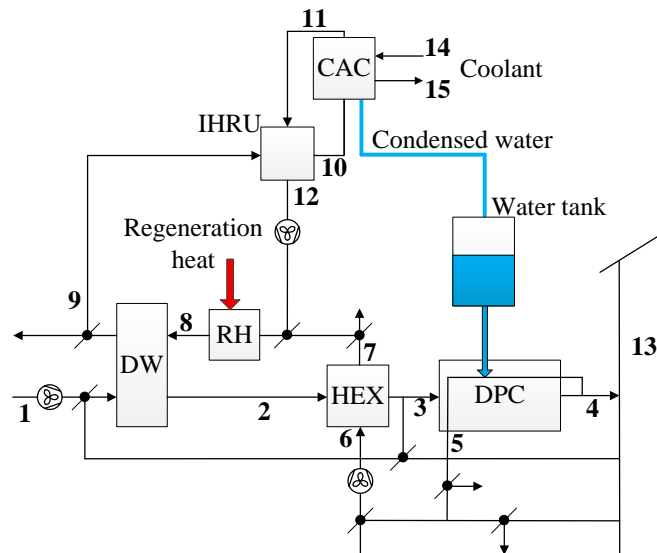 11
14
CAC
Coolant
15
IHRU
10
Condensed water
12
Water tank
Regeneration
heat
9
8
RH
13
DW
7
HEX
DPC
1
2
3
4
6
5